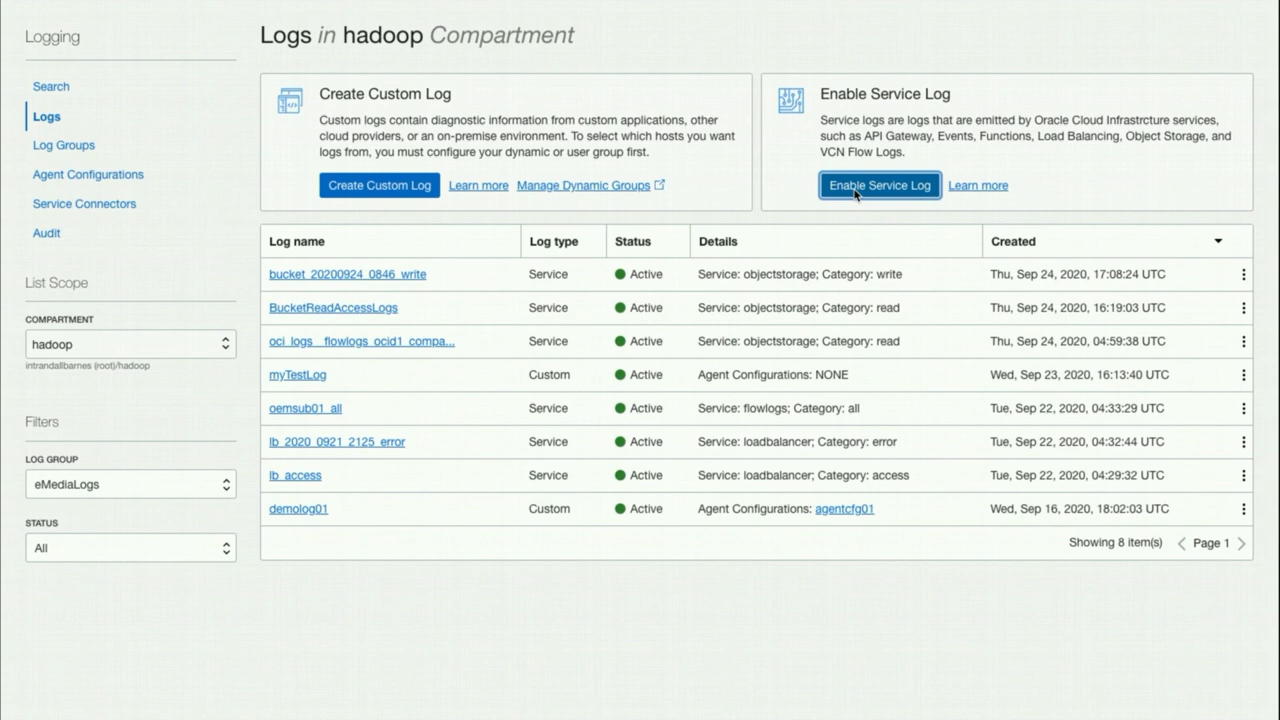 Logging
Search
Logs
Log Groups
Agent Configurations
Service Connectors
Audit
List Scope
COMPARTMENT
hadoop
intrandallbarnes (root)/hadoop
Filters
LOG GROUP
eMediaLogs
STATUS
All
Logs in hadoop Compartment
Create Custom Log
Custom logs contain diagnostic information from custom applications, other
cloud providers, or an on-premise environment. To select which hosts you want
logs from, you must configure your dynamic or user group first.
Create Custom Log Learn more Manage Dynamic Groups
Enable Service Log
Service logs are logs that are emitted by Oracle Cloud Infrastrcture services,
such as API Gateway, Events, Functions, Load Balancing, Object Storage, and
VCN Flow Logs.
Enable Service Log Learn more
Log name Log type Status Details Created
bucket_20200924_0846_write Service Active Service: objectstorage; Category: write Thu, Sep 24, 2020, 17:08:24 UTC
BucketReadAccessLogs Service Active Service: objectstorage; Category: read Thu, Sep 24, 2020, 16:19:03 UTC
oci_logs__flowlogs_ocid1_compa... Service Active Service: objectstorage; Category: read Thu, Sep 24, 2020, 04:59:38 UTC
myTestLog Custom Active Agent Configurations: NONE Wed, Sep 23, 2020, 16:13:40 UTC
oemsub01_all Service Active Service: flowlogs; Category: all Tue, Sep 22, 2020, 04:33:29 UTC
lb_2020_0921_2125_error Service Active Service: loadbalancer; Category: error Tue, Sep 22, 2020, 04:32:44 UTC
lb_access Service Active Service: loadbalancer; Category: access Tue, Sep 22, 2020, 04:29:32 UTC
demolog01 Custom Active Agent Configurations: agentcfg01 Wed, Sep 16, 2020, 18:02:03 UTC
Showing 8 item(s) Page 1